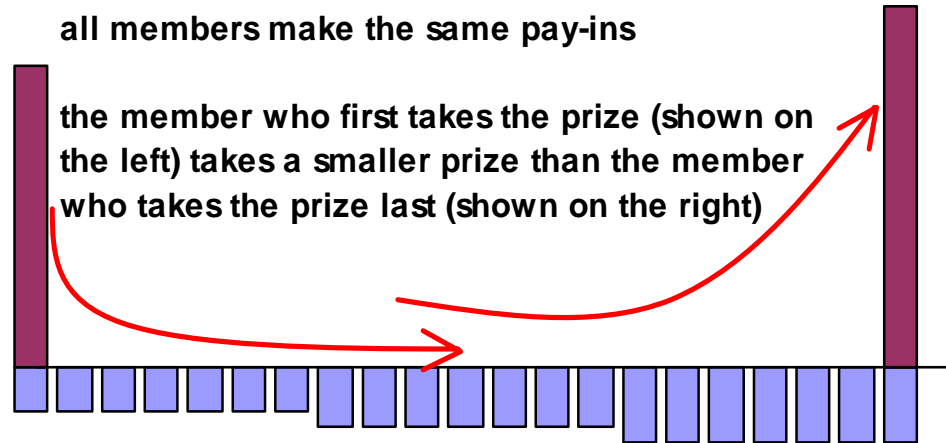 all members make the same pay-ins
the member who first takes the prize (shown on
the left) takes a smaller prize than the member
who takes the prize last (shown on the right)